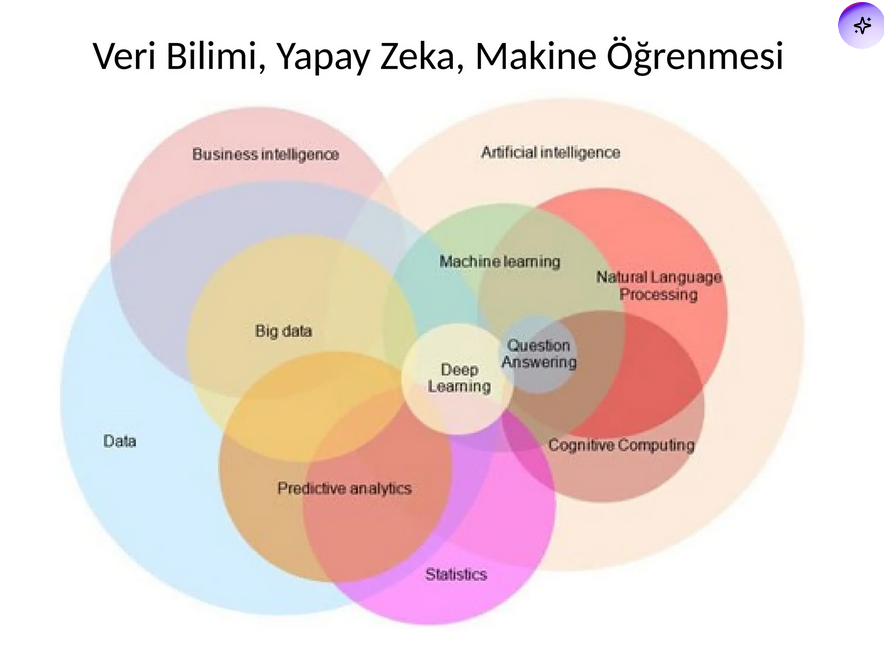 Veri Bilimi, Yapay Zeka, Makine Öğrenmesi
Business intelligence
Artificial intelligence
Machine learning
Natural Language
Processing
Big data
Question
Answering
Deep
Learning
Data
Cognitive Computing
Predictive analytics
Statistics